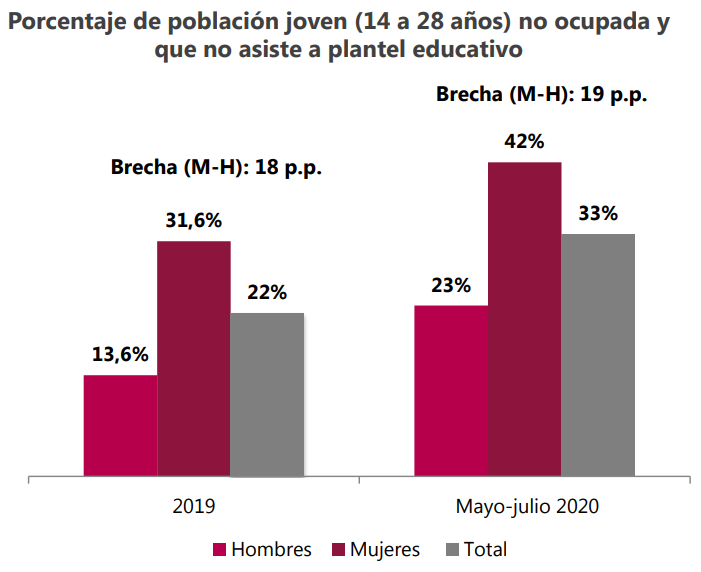 Porcentaje de población joven (14 a 28 años) no ocupada y
que no asiste a plantel educativo
Brecha (M-H): 19 p.p.
Brecha (M-H): 18 p.p.
13,6%
31,6%
22%
23%
42%
33%
2019
Mayo-julio 2020
Hombres
Mujeres
Total